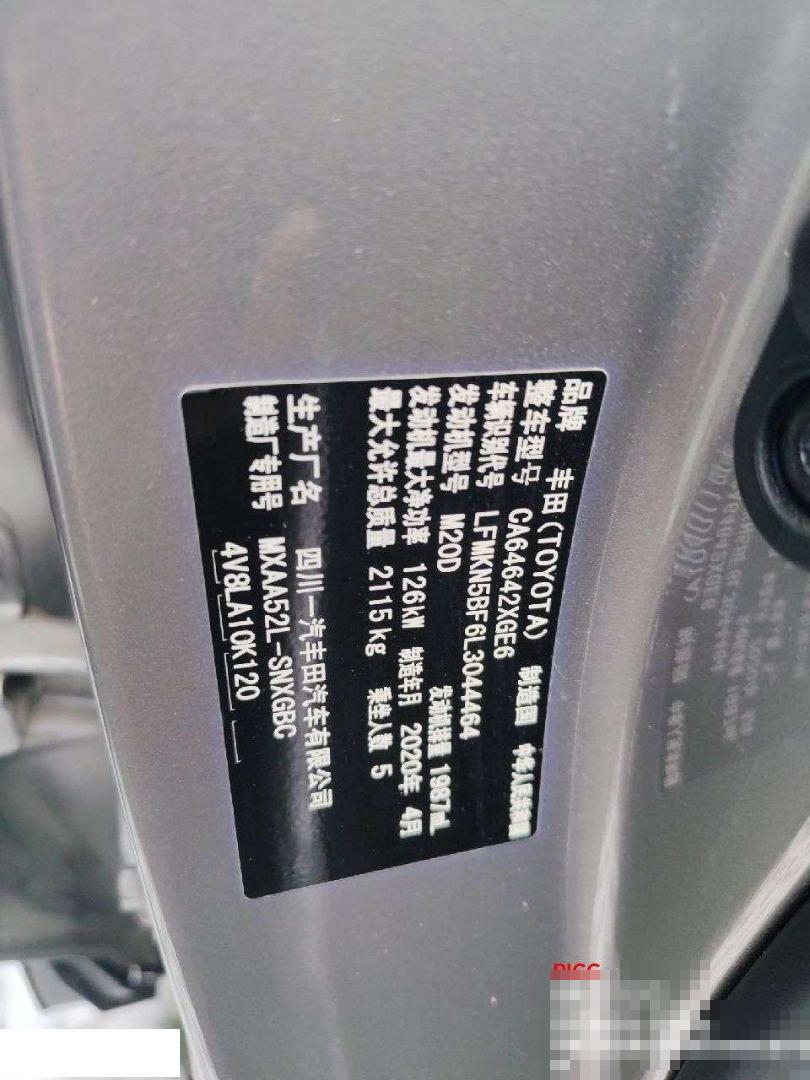 品牌 丰田(TOYOTA) 制造国 中华人民共和国
整车型号 CA64642XGE6
车辆识别代号 LFMKN5BF6L3044464
发动机型号 M20D 发动机排量 1987mL
发动机最大净功率 126kW 制造年月 2020年 4月
最大允许总质量 2115kg 乘坐人数 5
生产厂名 四川一汽丰田汽车有限公司
制造厂专用号 MXAA52L-SNXGBC
4V8LA10K120